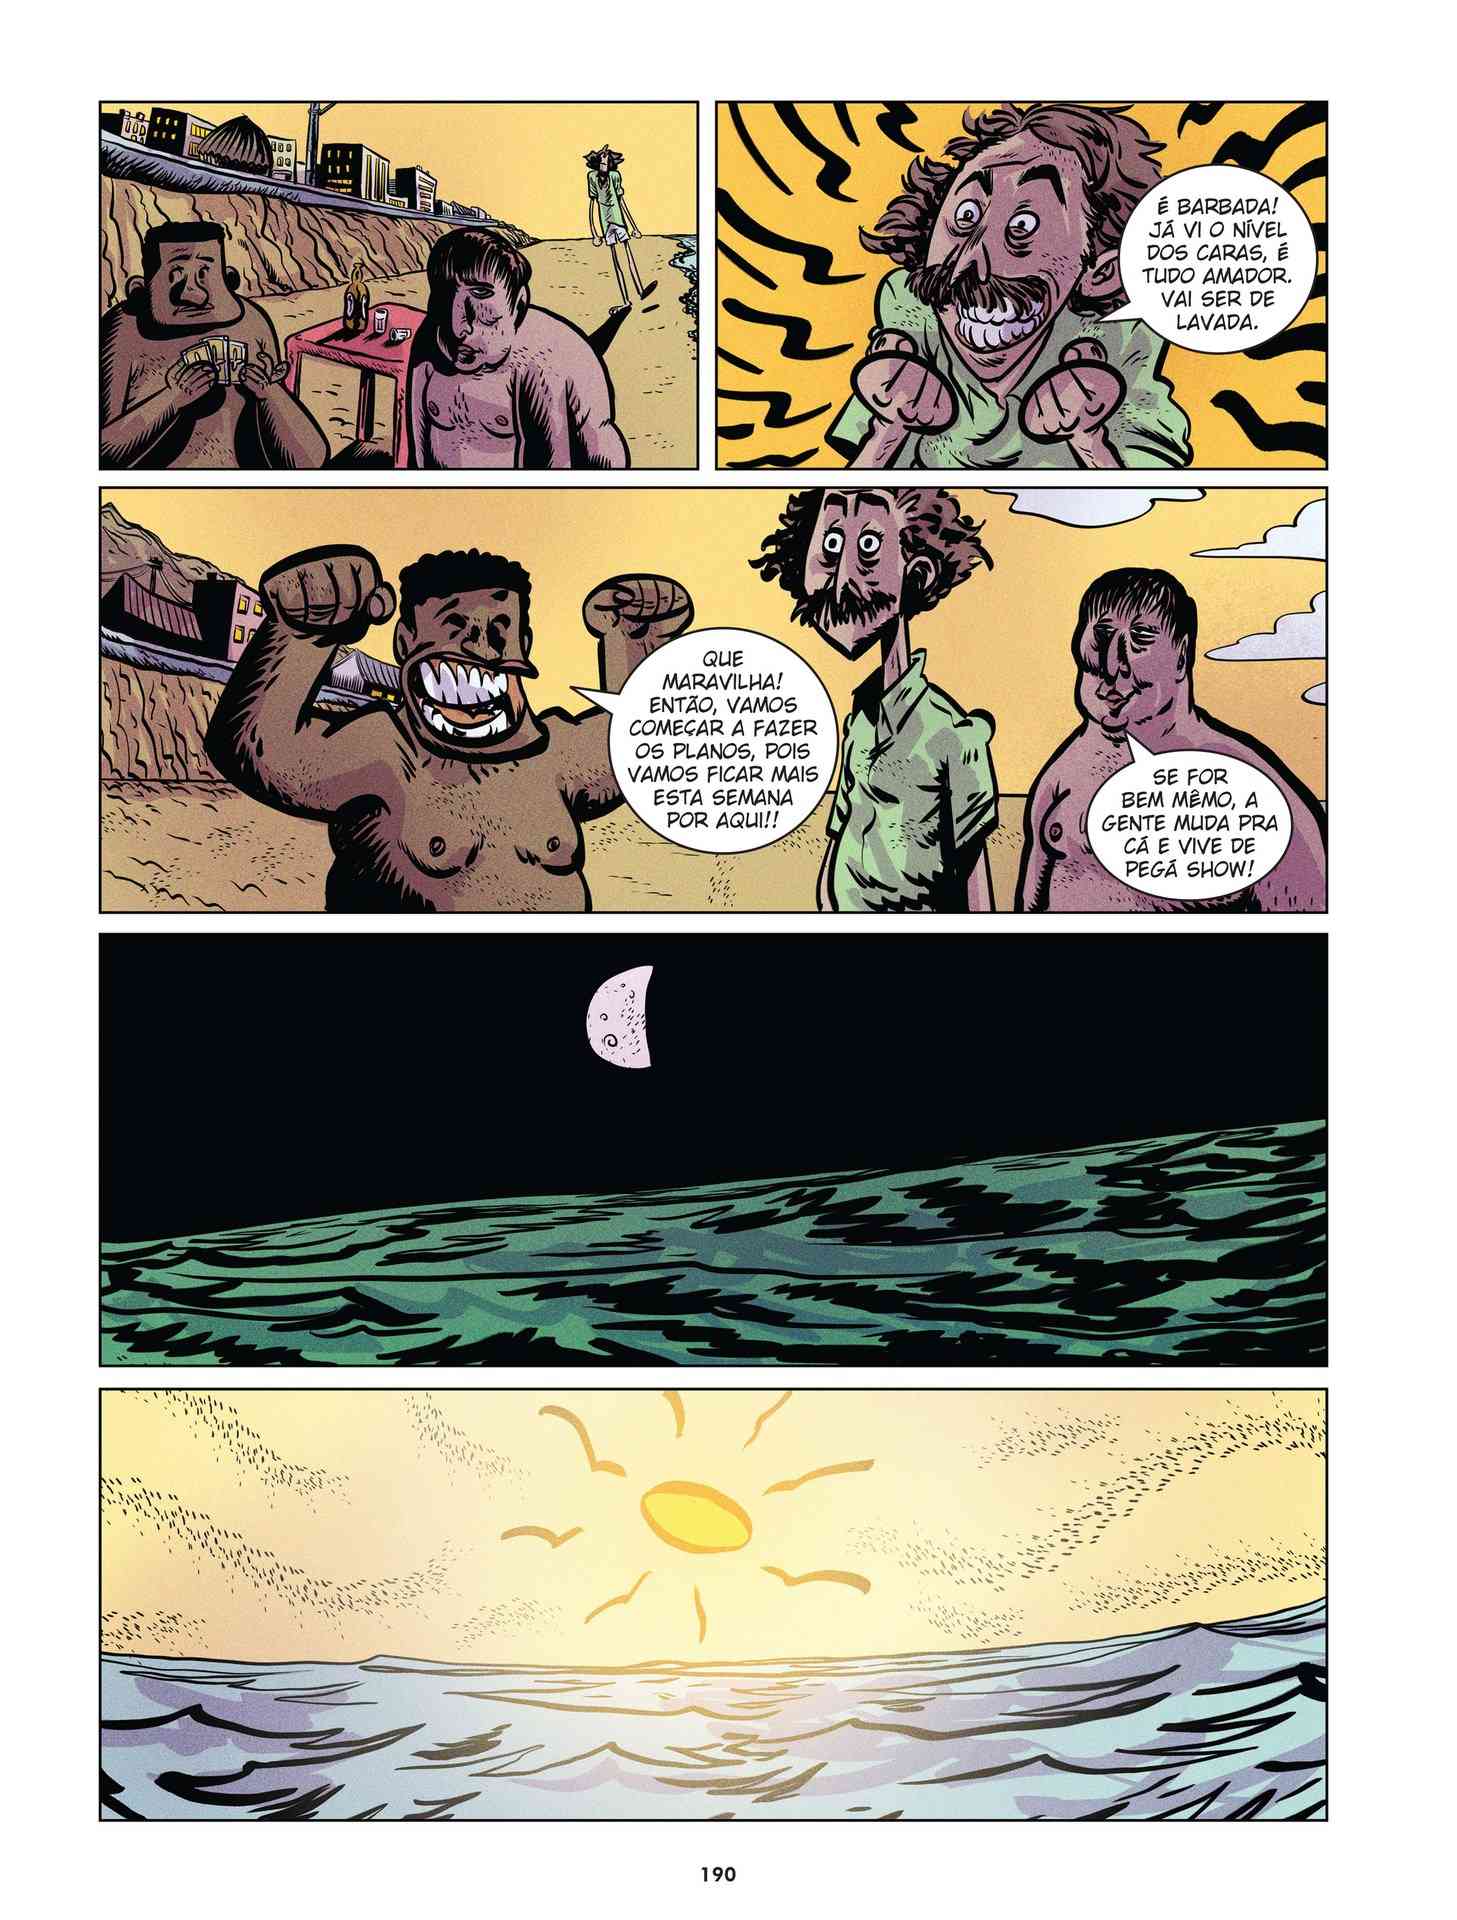 É BARBADA!
JÁ VI O NÍVEL
DOS CARAS, É
TUDO AMADOR.
VAI SER DE
LAVADA.
QUE
MARAVILHA!
ENTÃO, VAMOS
COMEÇAR A FAZER
OS PLANOS, POIS
VAMOS FICAR MAIS
ESTA SEMANA
POR AQUI!!
SE FOR
BEM MÊMO, A
GENTE MUDA PRA
CÁ E VIVE DE
PEGÁ SHOW!
190